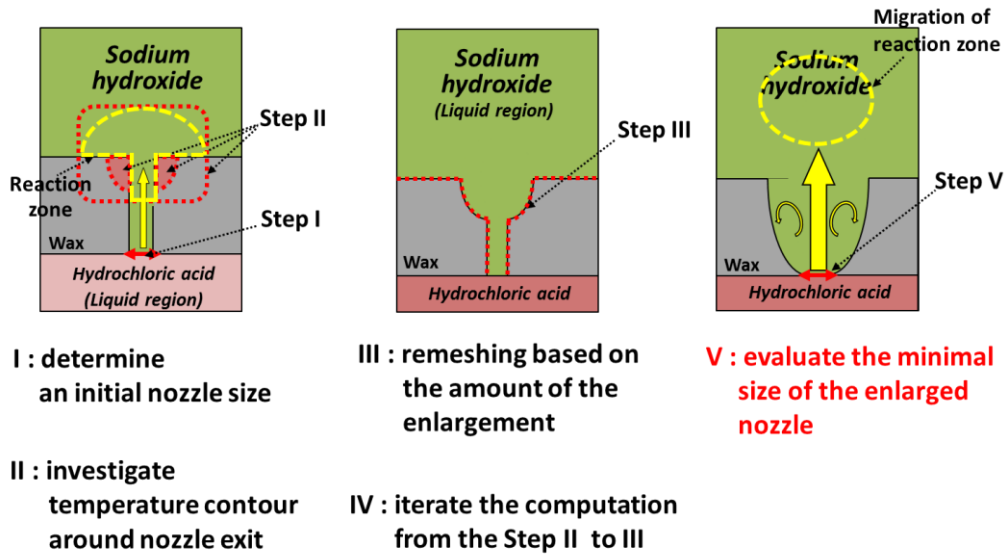 Sodium
hydroxide
Step II
Reaction
zone
Step I
Wax
Hydrochloric acid
(Liquid region)
Sodium
hydroxide
(Liquid region)
Step III
Wax
Hydrochloric acid
Migration of
reaction zone
Sodium
hydroxide
Step V
Wax
Hydrochloric acid
I : determine
an initial nozzle size
II : investigate
temperature contour
around nozzle exit
III : remeshing based on
the amount of the
enlargement
IV : iterate the computation
from the Step II to III
V : evaluate the minimal
size of the enlarged
nozzle